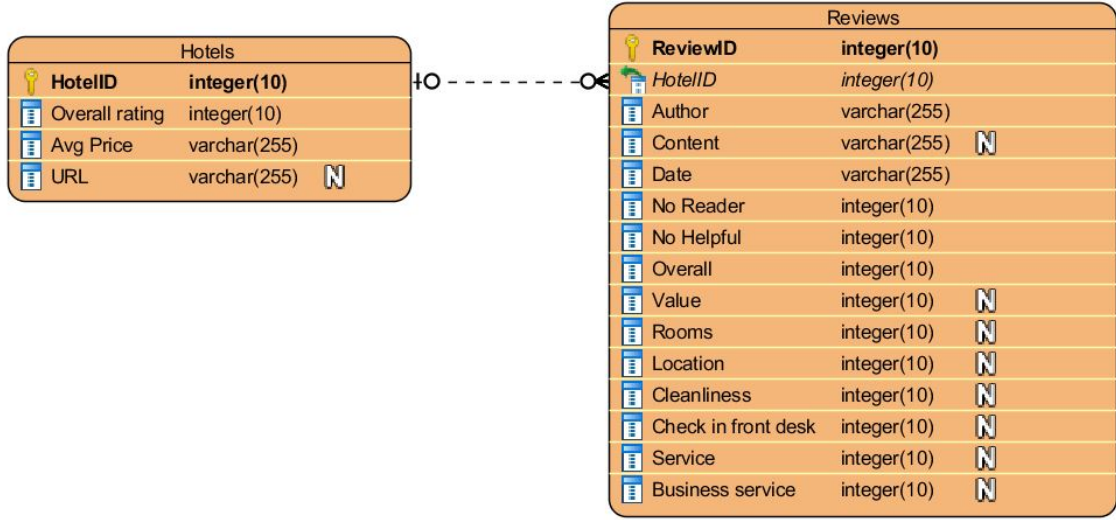 Hotels
HotelID integer(10)
Overall rating integer(10)
Avg Price varchar(255)
URL varchar(255) N
Reviews
ReviewID integer(10)
HotelID integer(10)
Author varchar(255)
Content varchar(255) N
Date varchar(255)
No Reader integer(10)
No Helpful integer(10)
Overall integer(10)
Value integer(10) N
Rooms integer(10) N
Location integer(10) N
Cleanliness integer(10) N
Check in front desk integer(10) N
Service integer(10) N
Business service integer(10) N